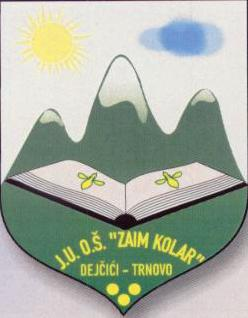 J.U. O.Š. "ZAIM KOLAR"
DEJČIĆI - TRNOVO